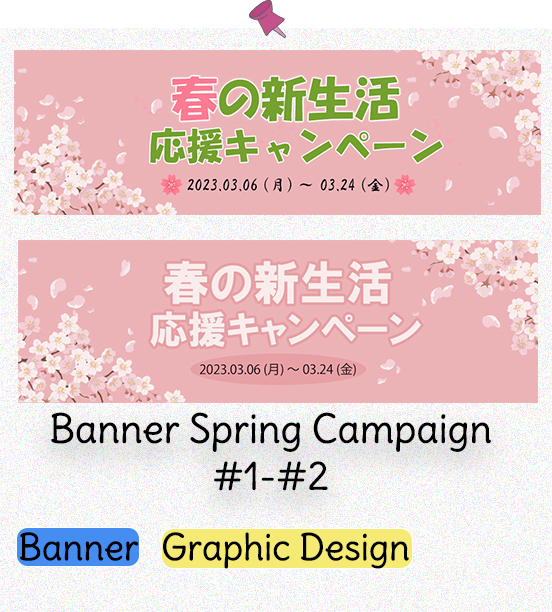 春の新生活
応援キャンペーン
2023.03.06 (月) ～ 03.24 (金)
春の新生活
応援キャンペーン
2023.03.06 (月) ～ 03.24 (金)
Banner Spring Campaign
#1-#2
Banner Graphic Design